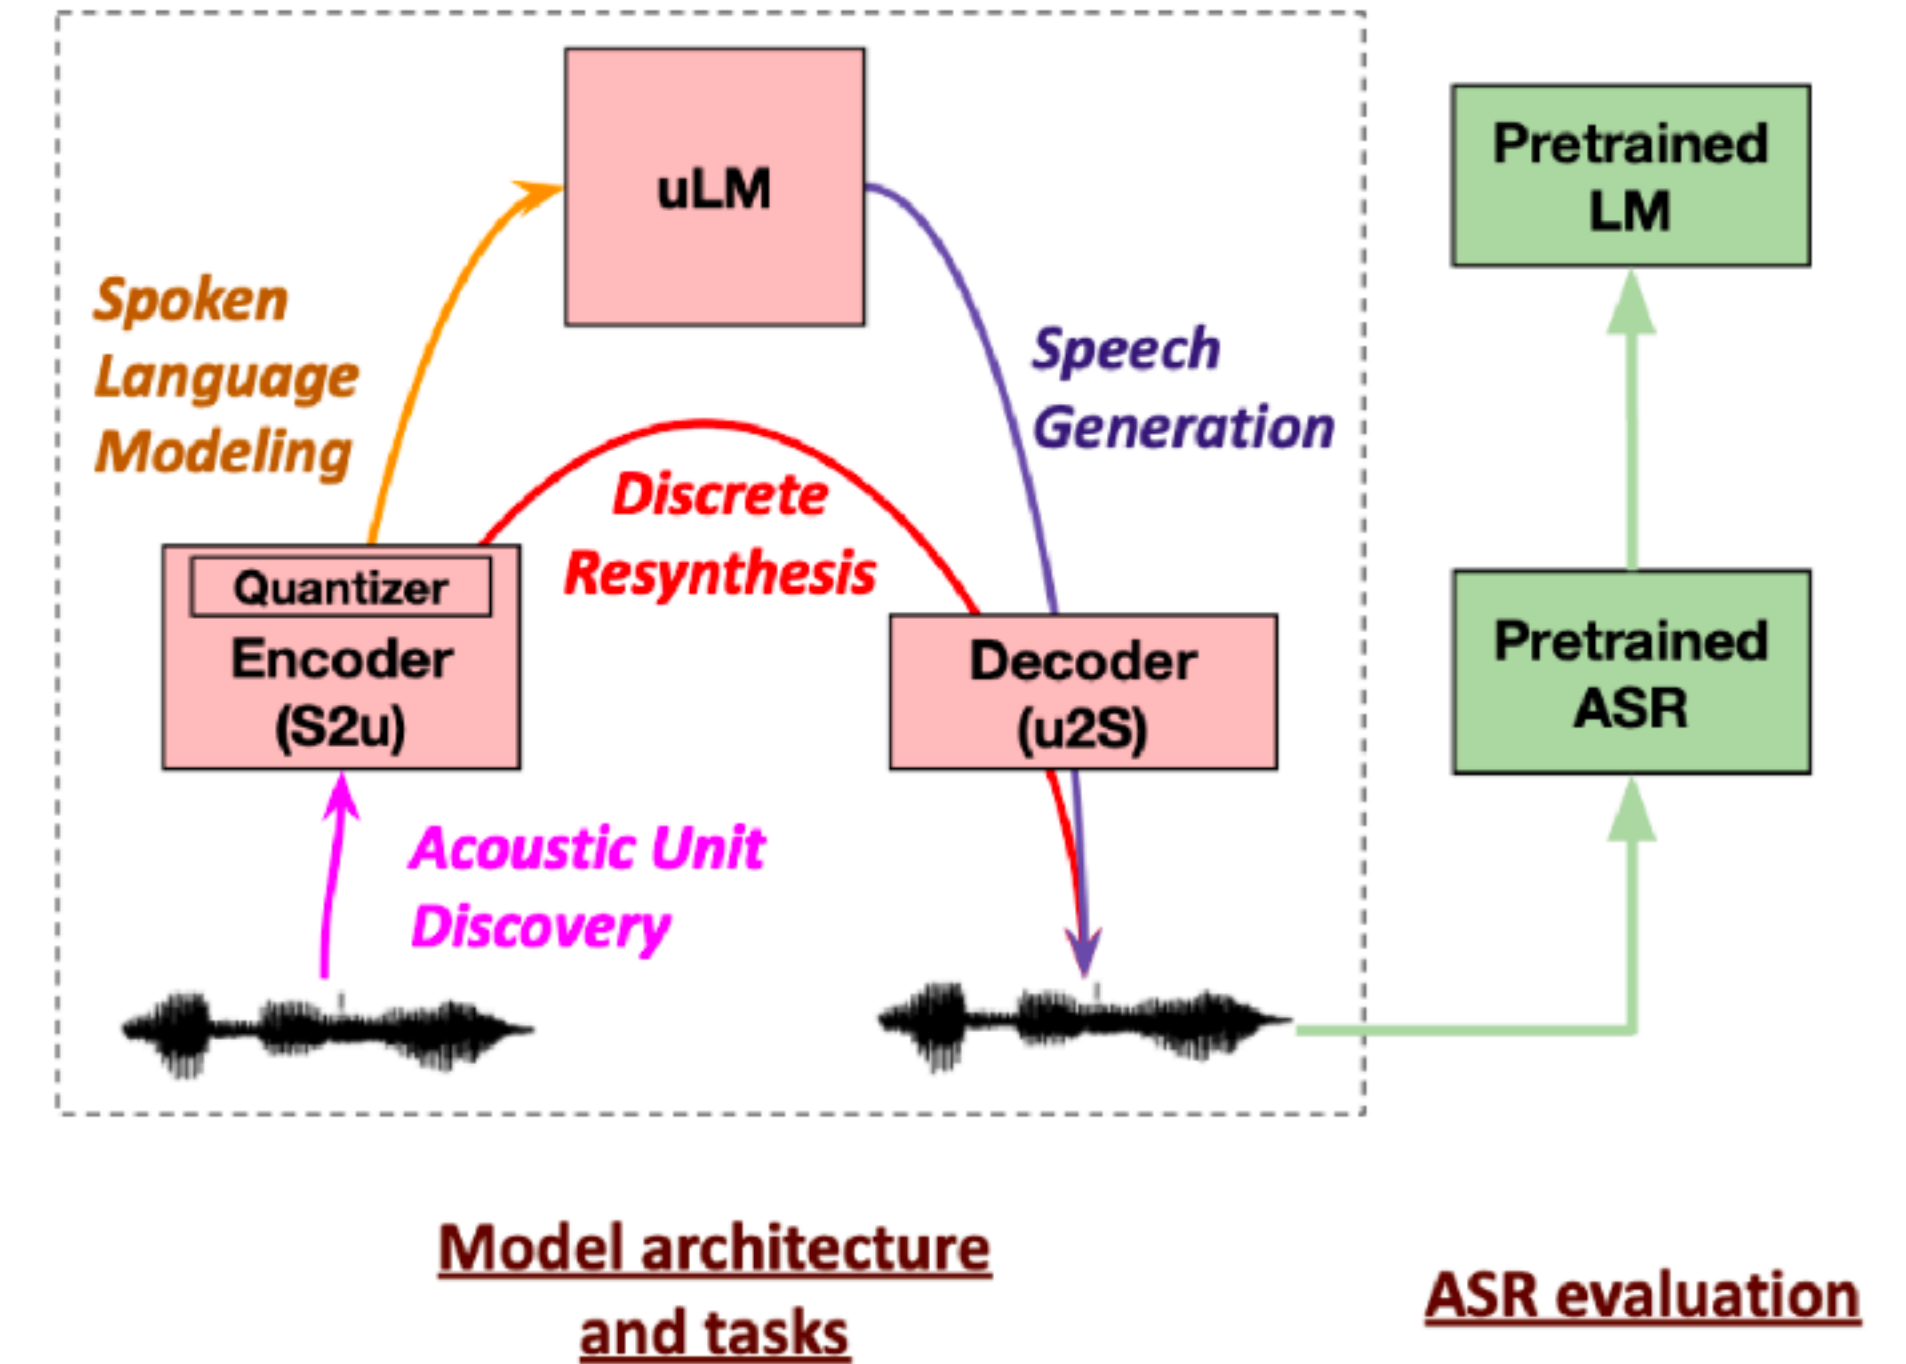 uLM
Spoken
Language
Modeling
Speech
Generation
Discrete
Resynthesis
Quantizer
Encoder
(S2u)
Decoder
(u2S)
Acoustic Unit
Discovery
Model architecture
and tasks
Pretrained
LM
Pretrained
ASR
ASR evaluation